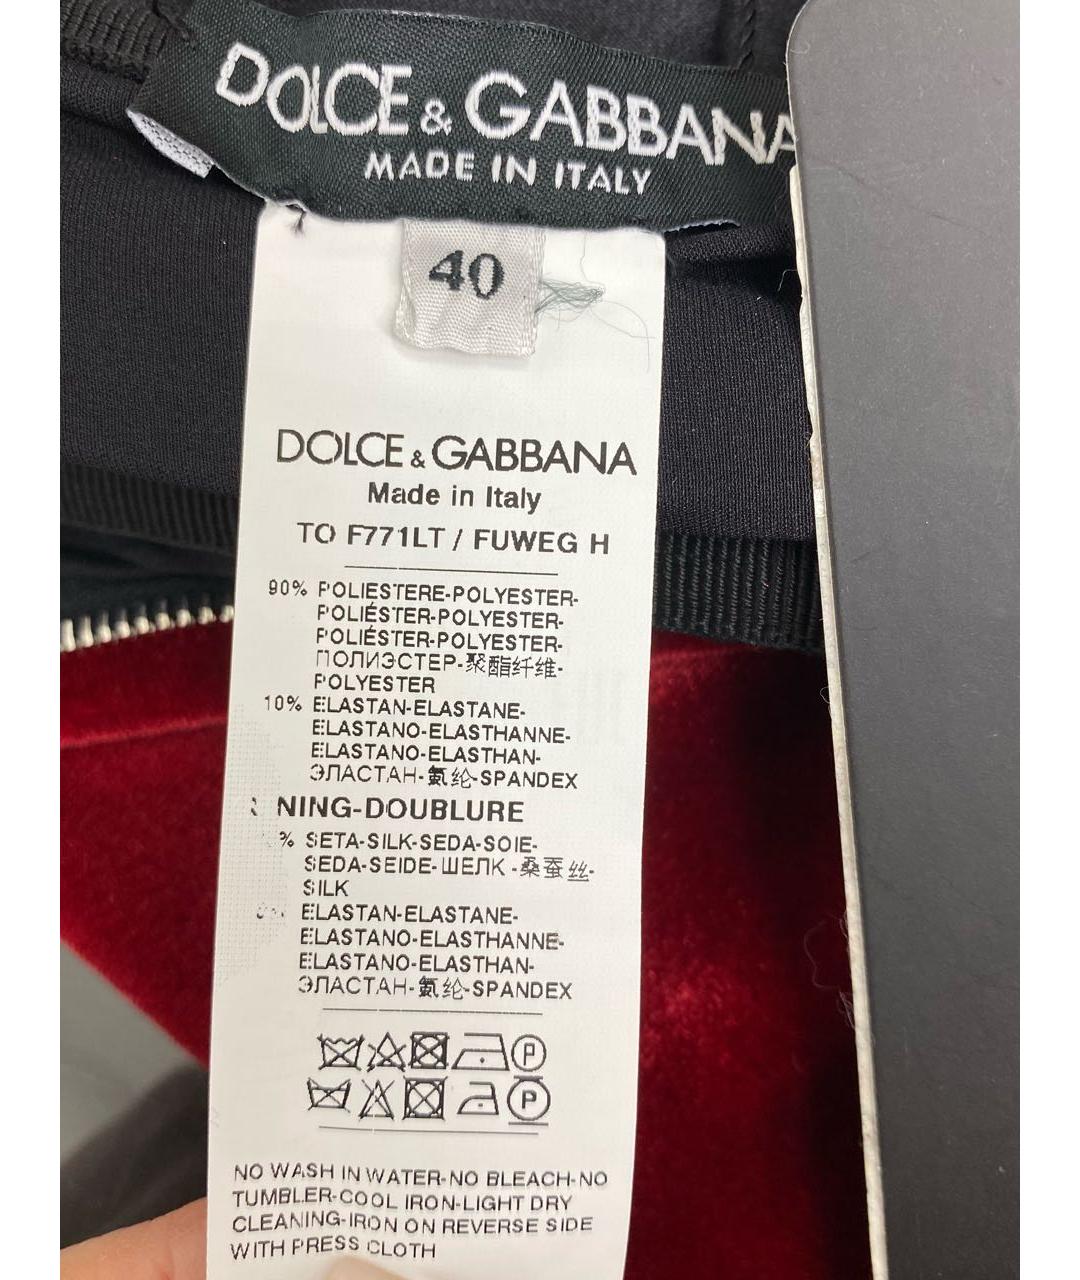 DOLCE & GABBANA
MADE IN ITALY
40
DOLCE & GABBANA
Made in Italy
TO F771LT / FUWEG H
90% POLIESTERE-POLYESTER-
POLIÉSTER-POLYESTER-
POLIÉSTER-POLYESTER-
ПОЛИЭСТЕР-聚酯纤维-
POLYESTER
10% ELASTAN-ELASTANE-
ELASTANO-ELASTHANNE-
ELASTANO-ELASTHAN-
ЭЛАСТАН-氨纶-SPANDEX
NING-DOUBLURE
% SETA-SILK-SEDA-SOIE-
SEDA-SEIDE-ШЕЛК-桑蚕丝-
SILK
ELASTAN-ELASTANE-
ELASTANO-ELASTHANNE-
ELASTANO-ELASTHAN-
ЭЛАСТАН-氨纶-SPANDEX
P
P
NO WASH IN WATER-NO BLEACH-NO
TUMBLER-COOL IRON-LIGHT DRY
CLEANING-IRON ON REVERSE SIDE
WITH PRESS CLOTH